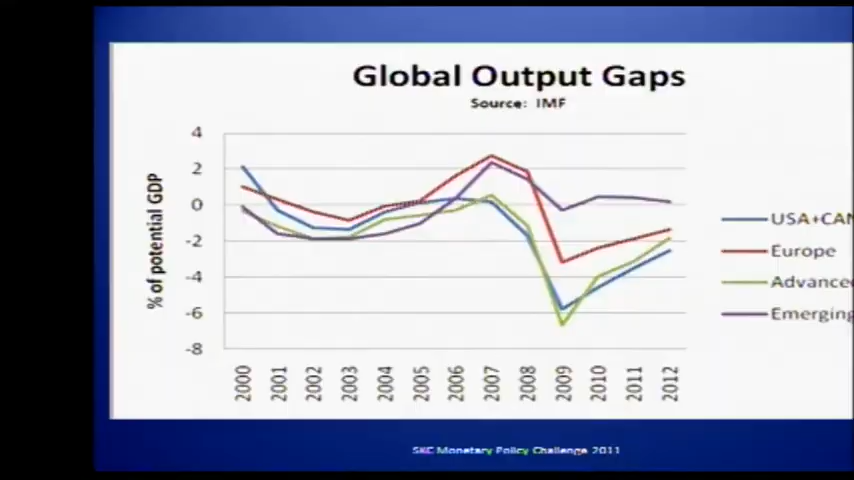 Global Output Gaps
Source: IMF
% of potential GDP
4
2
0
-2
-4
-6
-8
2000
2001
2002
2003
2004
2005
2006
2007
2008
2009
2010
2011
2012
USA+CAN
Europe
Advanced
Emerging
SKC Monetary Policy Challenge 2011